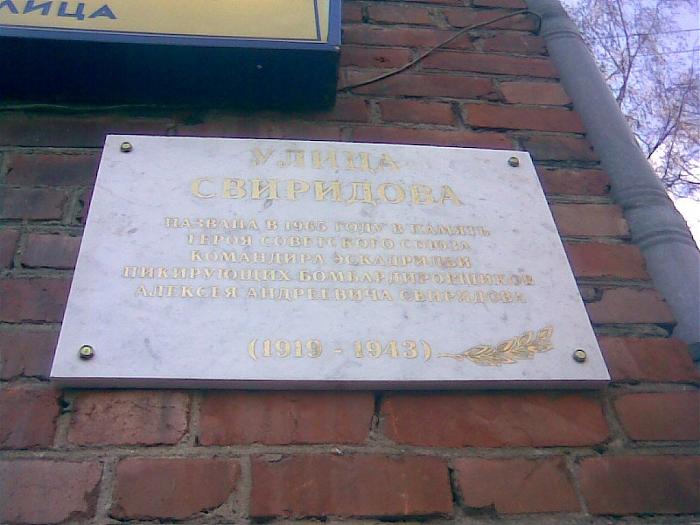 ЛИЦА
УЛИЦА
СВИРИДОВА
НАЗВАНА В 1965 ГОДУ В ПАМЯТЬ
ГЕРОЯ СОВЕТСКОГО СОЮЗА
КОМАНДИРА ЭСКАДРИЛЬИ
ПИКИРУЮЩИХ БОМБАРДИРОВЩИКОВ
АЛЕКСЕЯ АНДРЕЕВИЧА СВИРИДОВА
(1919 - 1943)